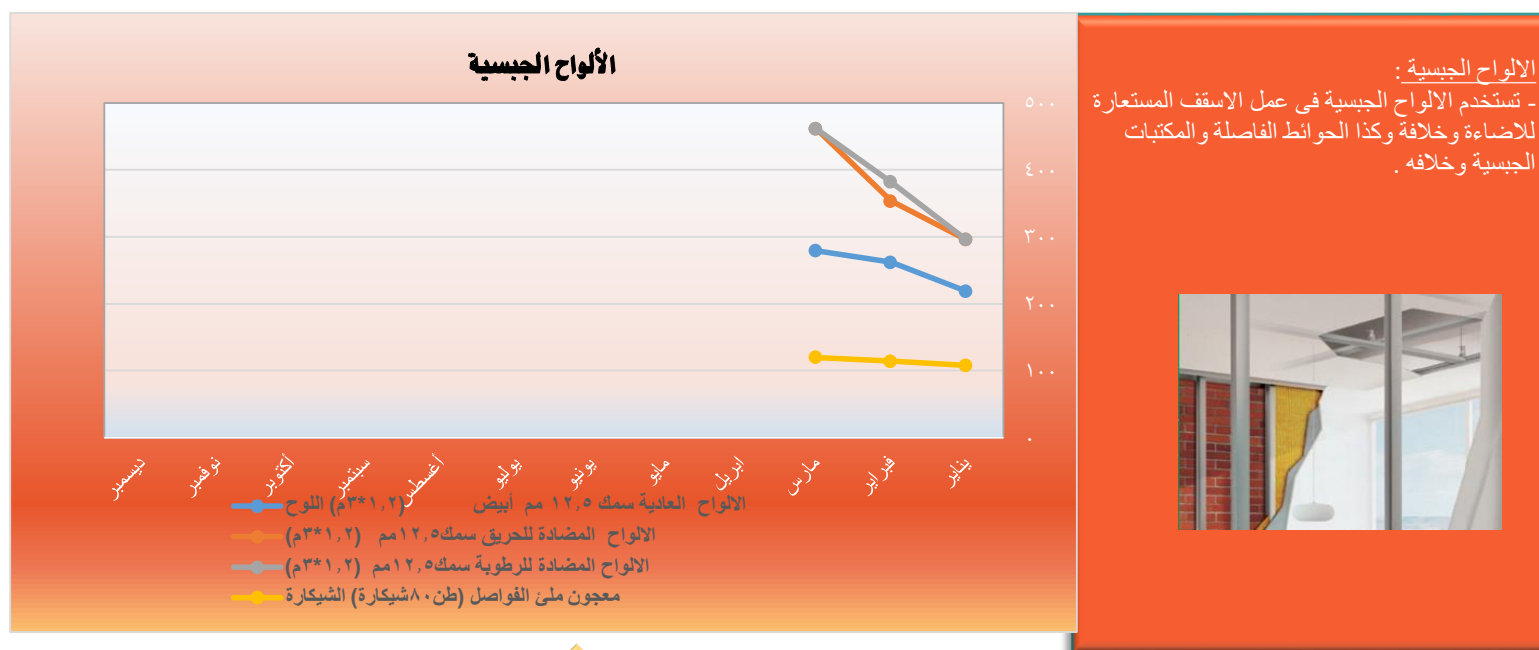 الالواح الجبسية :
- تستخدم الالواح الجبسية فى عمل الاسقف المستعارة
للاضاءة وخلافة وكذا الحوائط الفاصلة والمكتبات
الجبسية وخلافه .
الألواح الجبسية
٥٠٠
٤٠٠
٣٠٠
٢٠٠
١٠٠
٠
يناير
فبراير
مارس
ابريل
مايو
يونيو
يوليو
أغسطس
سبتمبر
أكتوبر
نوفمبر
ديسمبر
الالواح العادية سمك ١٢,٥ مم أبيض (١,٢*٣م) اللوح
الالواح المضادة للحريق سمك١٢,٥مم (١,٢*٣م)
الالواح المضادة للرطوبة سمك١٢,٥مم (١,٢*٣م)
معجون ملئ الفواصل (طن٨٠شيكارة) الشيكارة